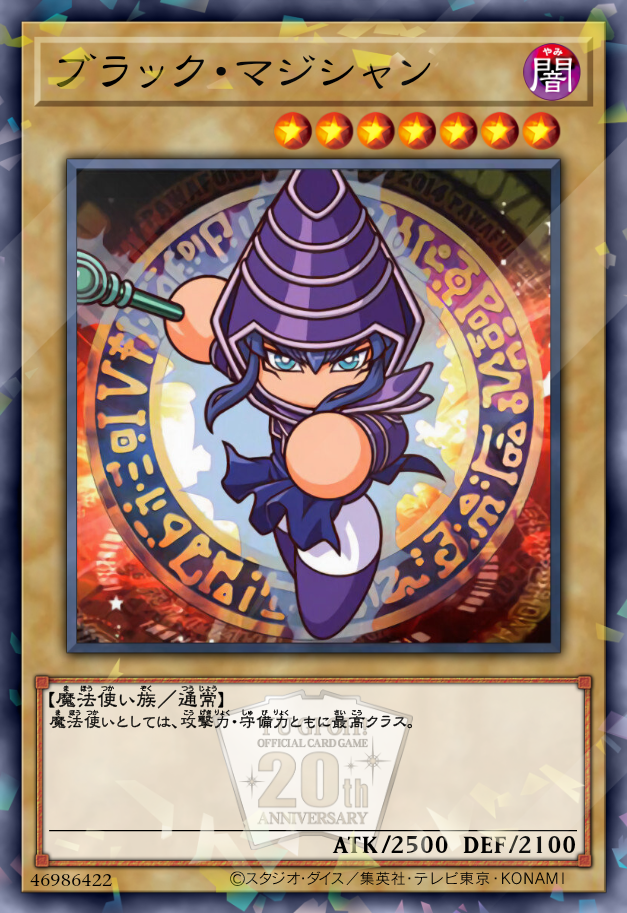 ブラック・マジシャン
やみ
闇
【魔法使い族／通常】
魔法使いとしては、攻撃力・守備力ともに最高クラス。
YU-GI-OH!
OFFICIAL CARD GAME
20th
ANNIVERSARY
ATK/2500 DEF/2100
46986422
©スタジオ・ダイス／集英社・テレビ東京・KONAMI